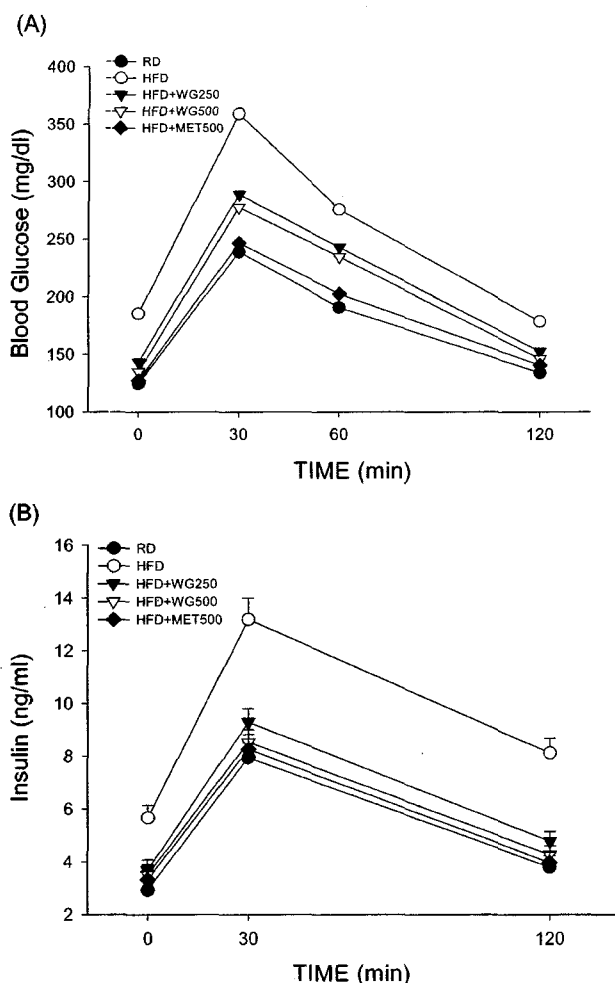 (A)
RD
HFD
HFD+WG250
HFD+WG500
HFD+MET500
400
350
300
250
200
150
100
Blood Glucose (mg/dl)
0 30 60 120
TIME (min)
(B)
RD
HFD
HFD+WG250
HFD+WG500
HFD+MET500
16
14
12
10
8
6
4
2
Insulin (ng/ml)
0 30 120
TIME (min)